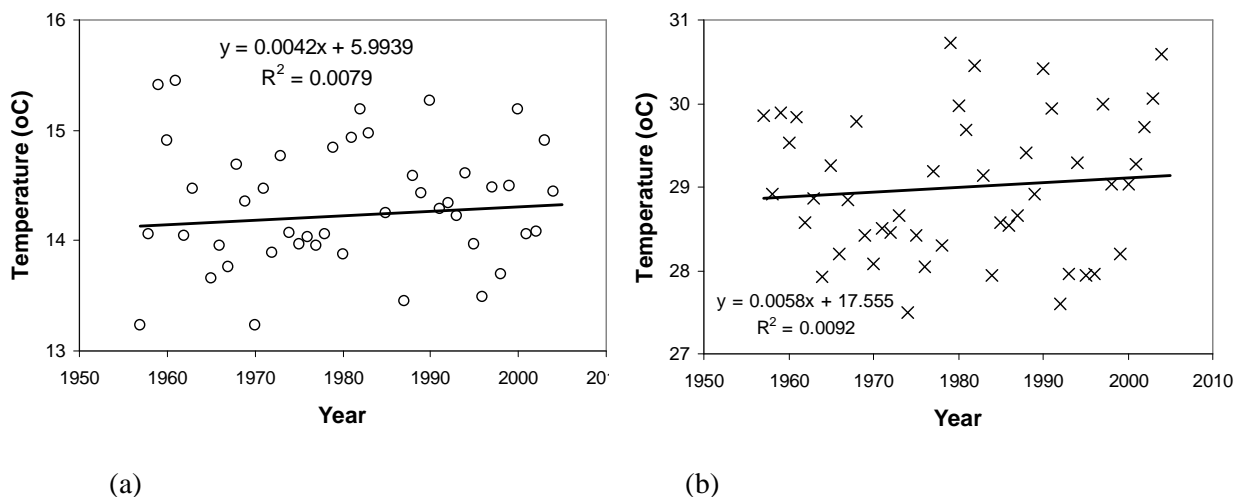 16
15
14
13
Temperature (oC)
y = 0.0042x + 5.9939
R² = 0.0079
1950 1960 1970 1980 1990 2000 201
Year
(a)
31
30
29
28
27
Temperature (oC)
y = 0.0058x + 17.555
R² = 0.0092
1950 1960 1970 1980 1990 2000 2010
Year
(b)